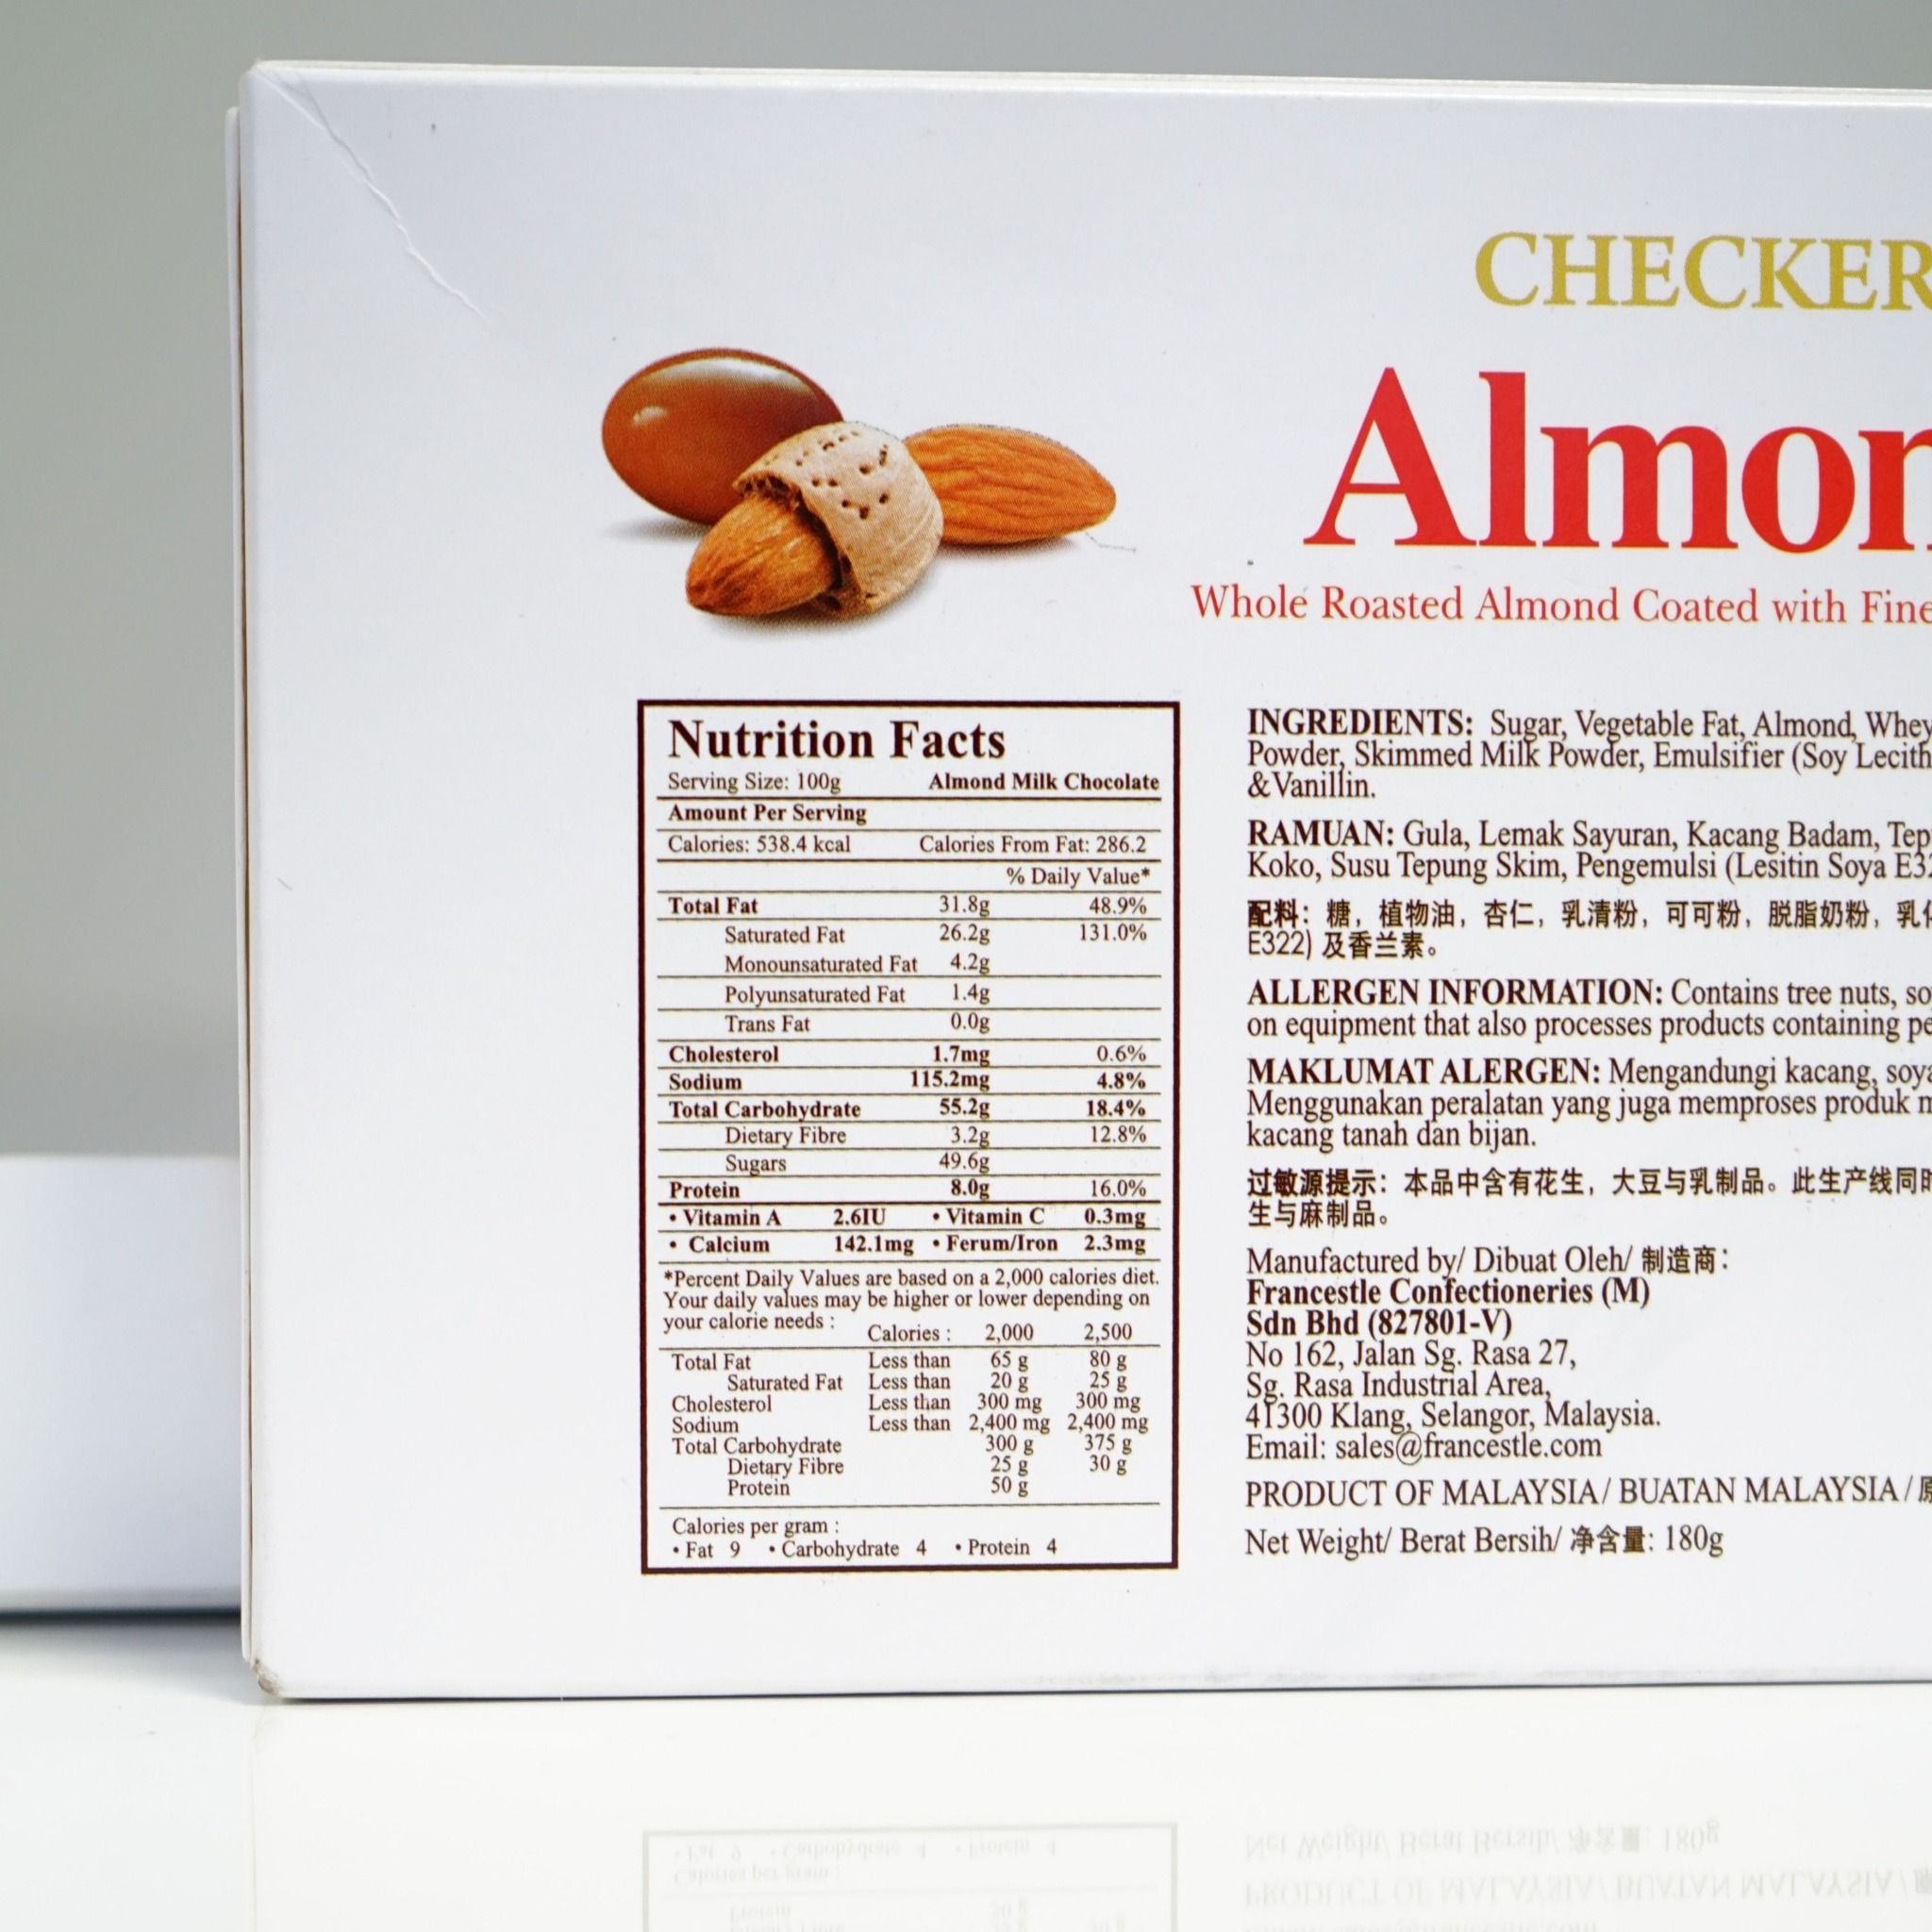 CHECKER
Almon
Whole Roasted Almond Coated with Fine
Nutrition Facts
Serving Size: 100g Almond Milk Chocolate
Amount Per Serving
Calories: 538.4 kcal Calories From Fat: 286.2
% Daily Value*
Total Fat 31.8g 48.9%
Saturated Fat 26.2g 131.0%
Monounsaturated Fat 4.2g
Polyunsaturated Fat 1.4g
Trans Fat 0.0g
Cholesterol 1.7mg 0.6%
Sodium 115.2mg 4.8%
Total Carbohydrate 55.2g 18.4%
Dietary Fibre 3.2g 12.8%
Sugars 49.6g
Protein 8.0g 16.0%
• Vitamin A 2.6IU • Vitamin C 0.3mg
• Calcium 142.1mg • Ferum/Iron 2.3mg
*Percent Daily Values are based on a 2,000 calories diet.
Your daily values may be higher or lower depending on
your calorie needs :
Calories : 2,000 2,500
Total Fat Less than 65 g 80 g
Saturated Fat Less than 20 g 25 g
Cholesterol Less than 300 mg 300 mg
Sodium Less than 2,400 mg 2,400 mg
Total Carbohydrate 300 g 375 g
Dietary Fibre 25 g 30 g
Protein 50 g
Calories per gram :
• Fat 9 • Carbohydrate 4 • Protein 4
INGREDIENTS: Sugar, Vegetable Fat, Almond, Whey
Powder, Skimmed Milk Powder, Emulsifier (Soy Lecith
&Vanillin.
RAMUAN: Gula, Lemak Sayuran, Kacang Badam, Tep
Koko, Susu Tepung Skim, Pengemulsi (Lesitin Soya E32
配料: 糖, 植物油, 杏仁, 乳清粉, 可可粉, 脱脂奶粉, 乳化
E322) 及香兰素。
ALLERGEN INFORMATION: Contains tree nuts, so
on equipment that also processes products containing pe
MAKLUMAT ALERGEN: Mengandungi kacang, soya
Menggunakan peralatan yang juga memproses produk m
kacang tanah dan bijan.
过敏源提示: 本品中含有花生, 大豆与乳制品。此生产线同时
生与麻制品。
Manufactured by/ Dibuat Oleh/ 制造商:
Francestle Confectioneries (M)
Sdn Bhd (827801-V)
No 162, Jalan Sg. Rasa 27,
Sg. Rasa Industrial Area,
41300 Klang, Selangor, Malaysia.
Email: sales@francestle.com
PRODUCT OF MALAYSIA/ BUATAN MALAYSIA / 原
Net Weight/ Berat Bersih/ 净含量: 180g